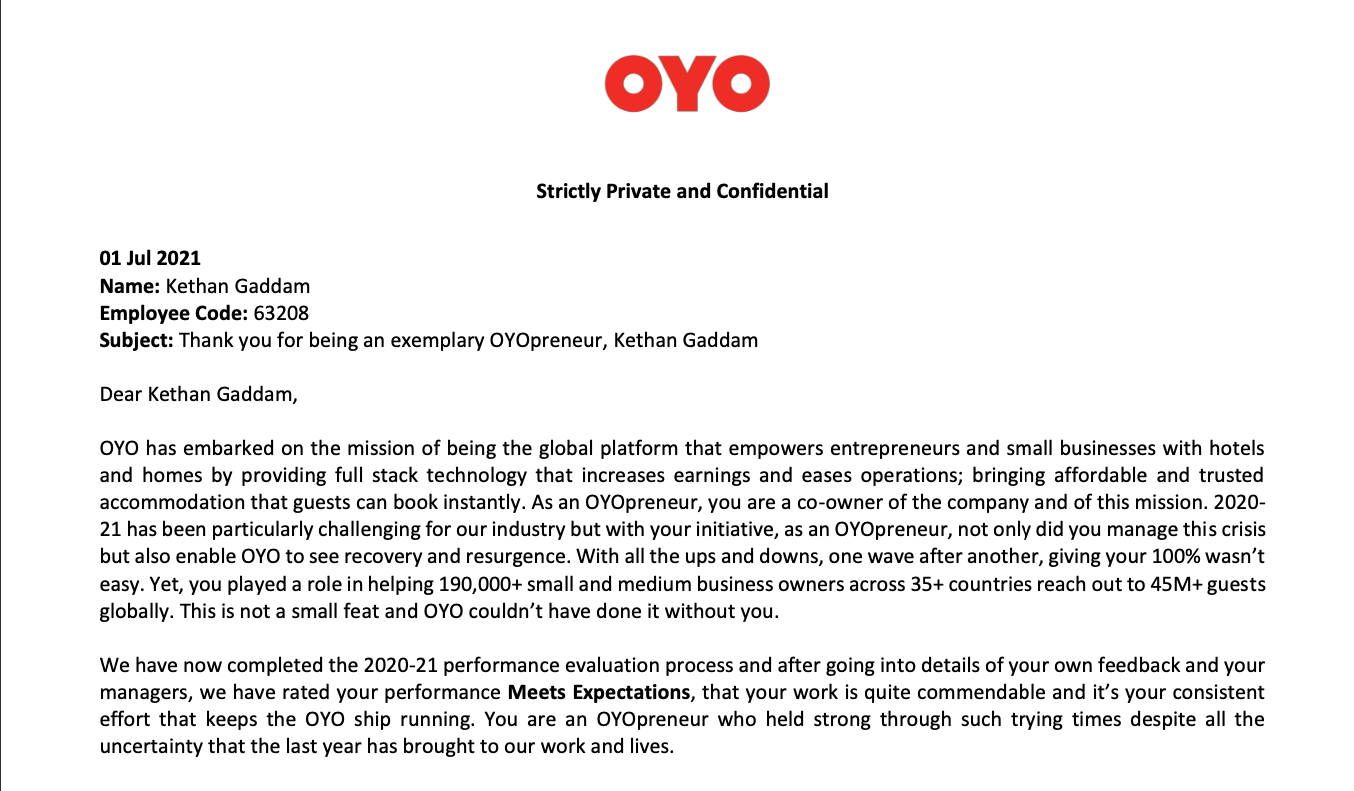 OYO
Strictly Private and Confidential
01 Jul 2021
Name: Kethan Gaddam
Employee Code: 63208
Subject: Thank you for being an exemplary OYOpreneur, Kethan Gaddam
Dear Kethan Gaddam,
OYO has embarked on the mission of being the global platform that empowers entrepreneurs and small businesses with hotels
and homes by providing full stack technology that increases earnings and eases operations; bringing affordable and trusted
accommodation that guests can book instantly. As an OYOpreneur, you are a co-owner of the company and of this mission. 2020-
21 has been particularly challenging for our industry but with your initiative, as an OYOpreneur, not only did you manage this crisis
but also enable OYO to see recovery and resurgence. With all the ups and downs, one wave after another, giving your 100% wasn’t
easy. Yet, you played a role in helping 190,000+ small and medium business owners across 35+ countries reach out to 45M+ guests
globally. This is not a small feat and OYO couldn’t have done it without you.
We have now completed the 2020-21 performance evaluation process and after going into details of your own feedback and your
managers, we have rated your performance Meets Expectations, that your work is quite commendable and it’s your consistent
effort that keeps the OYO ship running. You are an OYOpreneur who held strong through such trying times despite all the
uncertainty that the last year has brought to our work and lives.